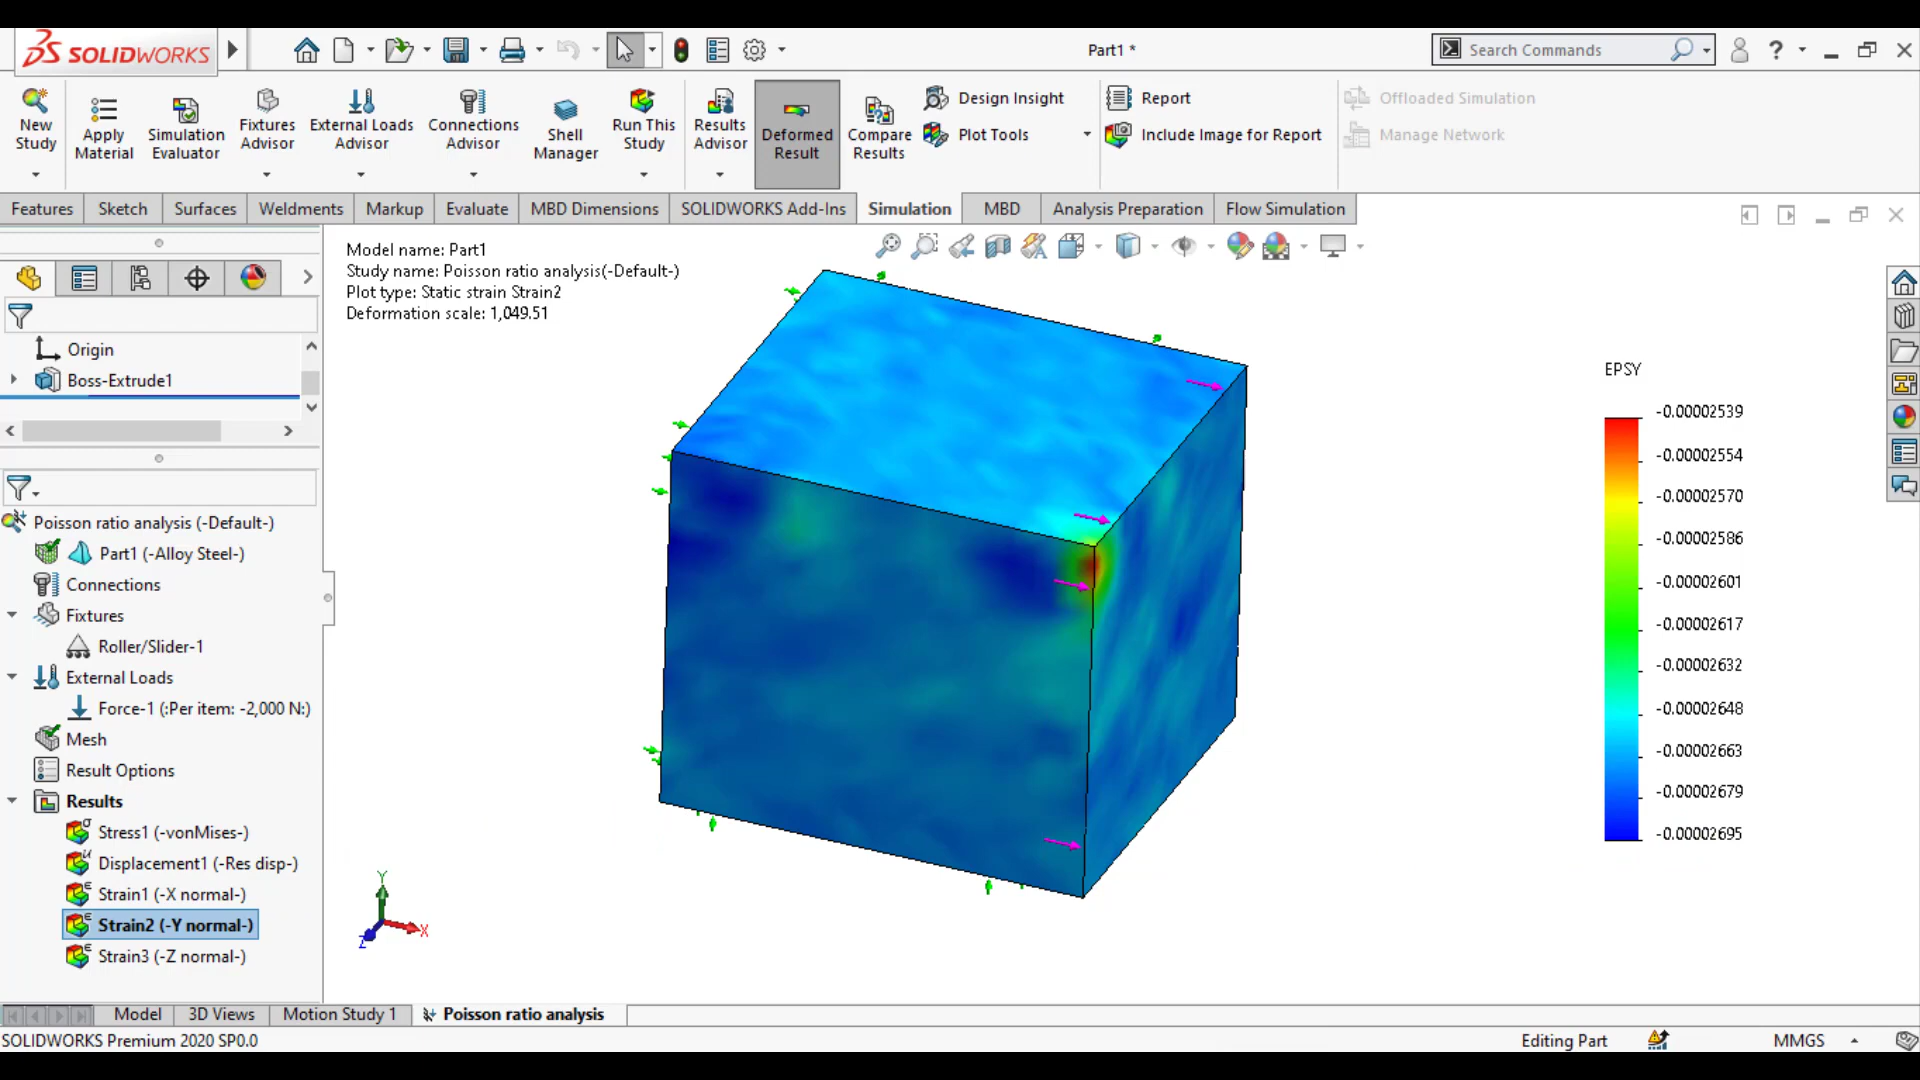 SOLIDWORKS
Part1 *
Search Commands
New Study
Apply Material
Simulation Evaluator
Fixtures Advisor
External Loads Advisor
Connections Advisor
Shell Manager
Run This Study
Results Advisor
Deformed Result
Compare Results
Design Insight
Plot Tools
Report
Include Image for Report
Offloaded Simulation
Manage Network
Features
Sketch
Surfaces
Weldments
Markup
Evaluate
MBD Dimensions
SOLIDWORKS Add-Ins
Simulation
MBD
Analysis Preparation
Flow Simulation
Origin
Boss-Extrude1
Poisson ratio analysis (-Default-)
Part1 (-Alloy Steel-)
Connections
Fixtures
Roller/Slider-1
External Loads
Force-1 (:Per item: -2,000 N:)
Mesh
Result Options
Results
Stress1 (-vonMises-)
Displacement1 (-Res disp-)
Strain1 (-X normal-)
Strain2 (-Y normal-)
Strain3 (-Z normal-)
Model name: Part1
Study name: Poisson ratio analysis(-Default-)
Plot type: Static strain Strain2
Deformation scale: 1,049.51
EPSY
-0.00002539
-0.00002554
-0.00002570
-0.00002586
-0.00002601
-0.00002617
-0.00002632
-0.00002648
-0.00002663
-0.00002679
-0.00002695
Y
X
Z
Model
3D Views
Motion Study 1
Poisson ratio analysis
SOLIDWORKS Premium 2020 SP0.0
Editing Part
MMGS